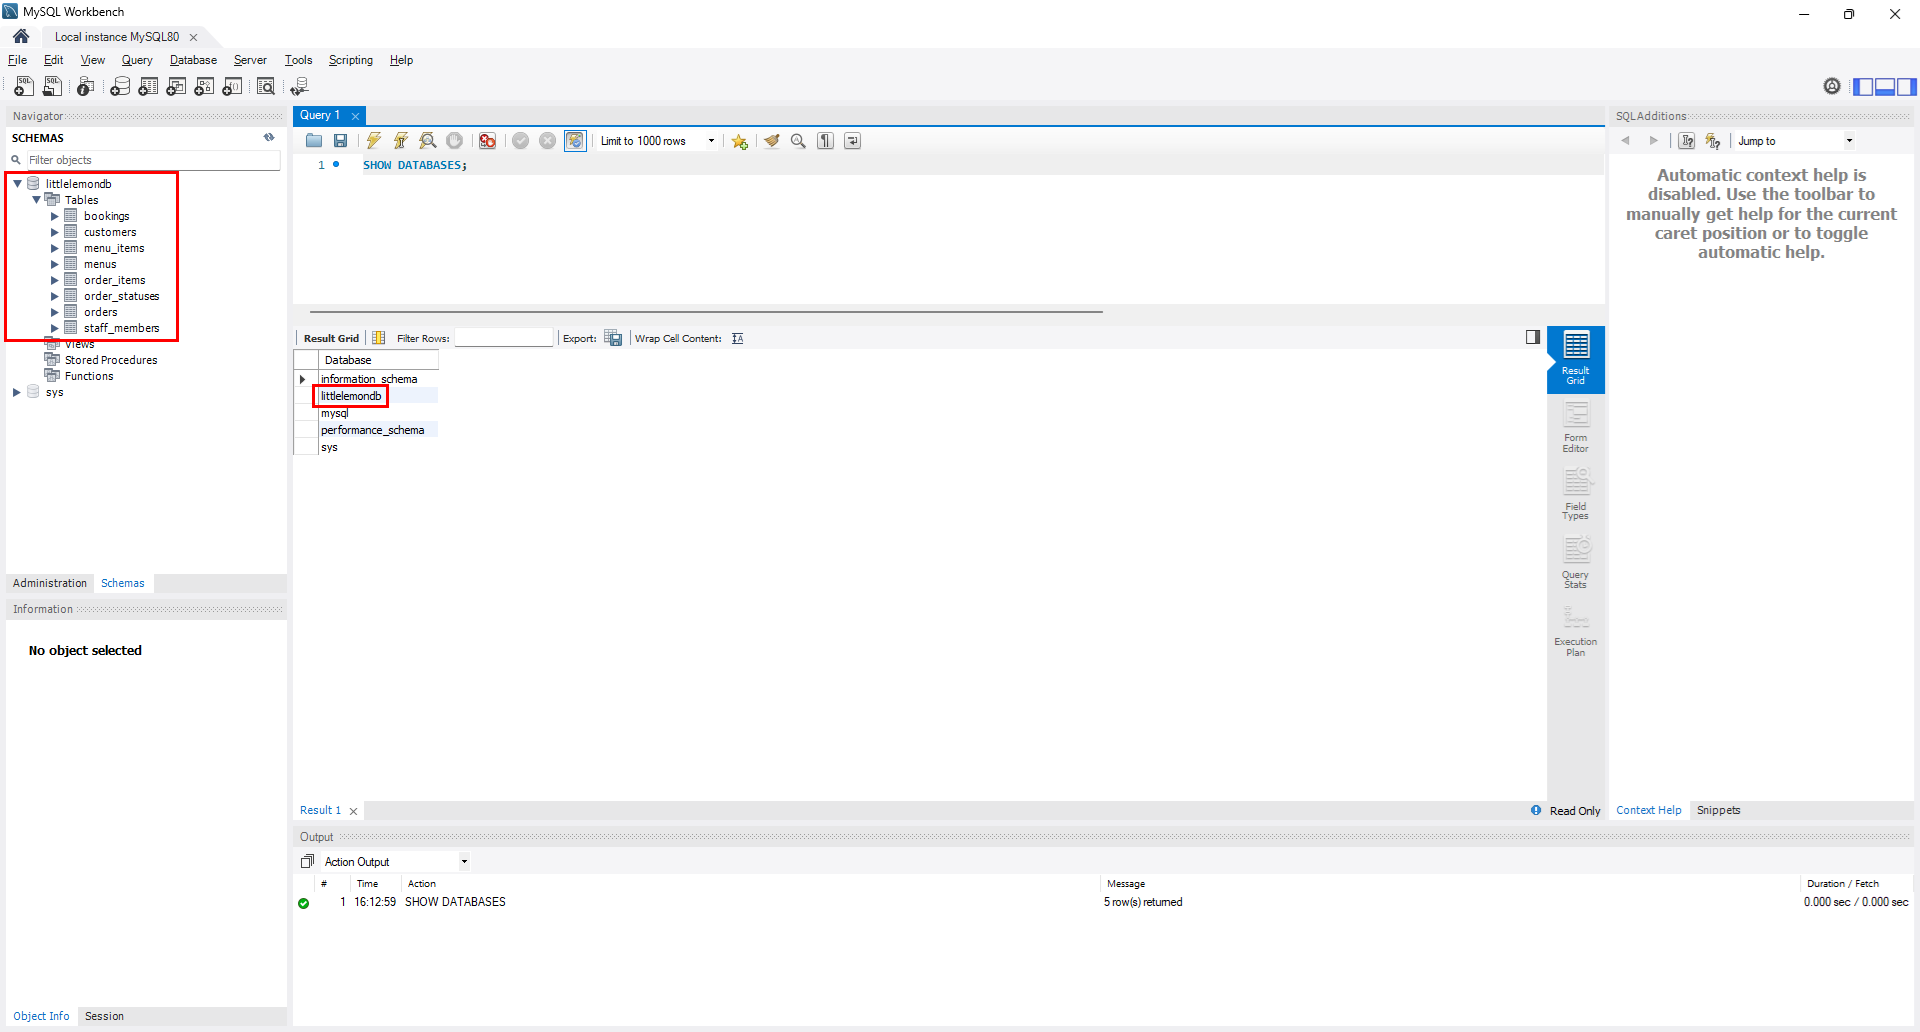 MySQL Workbench
Local instance MySQL80
File Edit View Query Database Server Tools Scripting Help
Navigator
SCHEMAS
Filter objects
littlelemondb
Tables
bookings
customers
menu_items
menus
order_items
order_statuses
orders
staff_members
Views
Stored Procedures
Functions
sys
Administration Schemas
Information
No object selected
Object Info Session
Query 1
Limit to 1000 rows
1 SHOW DATABASES;
Result Grid Filter Rows: Export: Wrap Cell Content:
Database
information_schema
littlelemondb
mysql
performance_schema
sys
Result
Grid
Form
Editor
Field
Types
Query
Stats
Execution
Plan
Result 1 Read Only
Output
Action Output
# Time Action Message Duration / Fetch
1 16:12:59 SHOW DATABASES 5 row(s) returned 0.000 sec / 0.000 sec
SQLAdditions
Jump to
Automatic context help is
disabled. Use the toolbar to
manually get help for the current
caret position or to toggle
automatic help.
Context Help Snippets